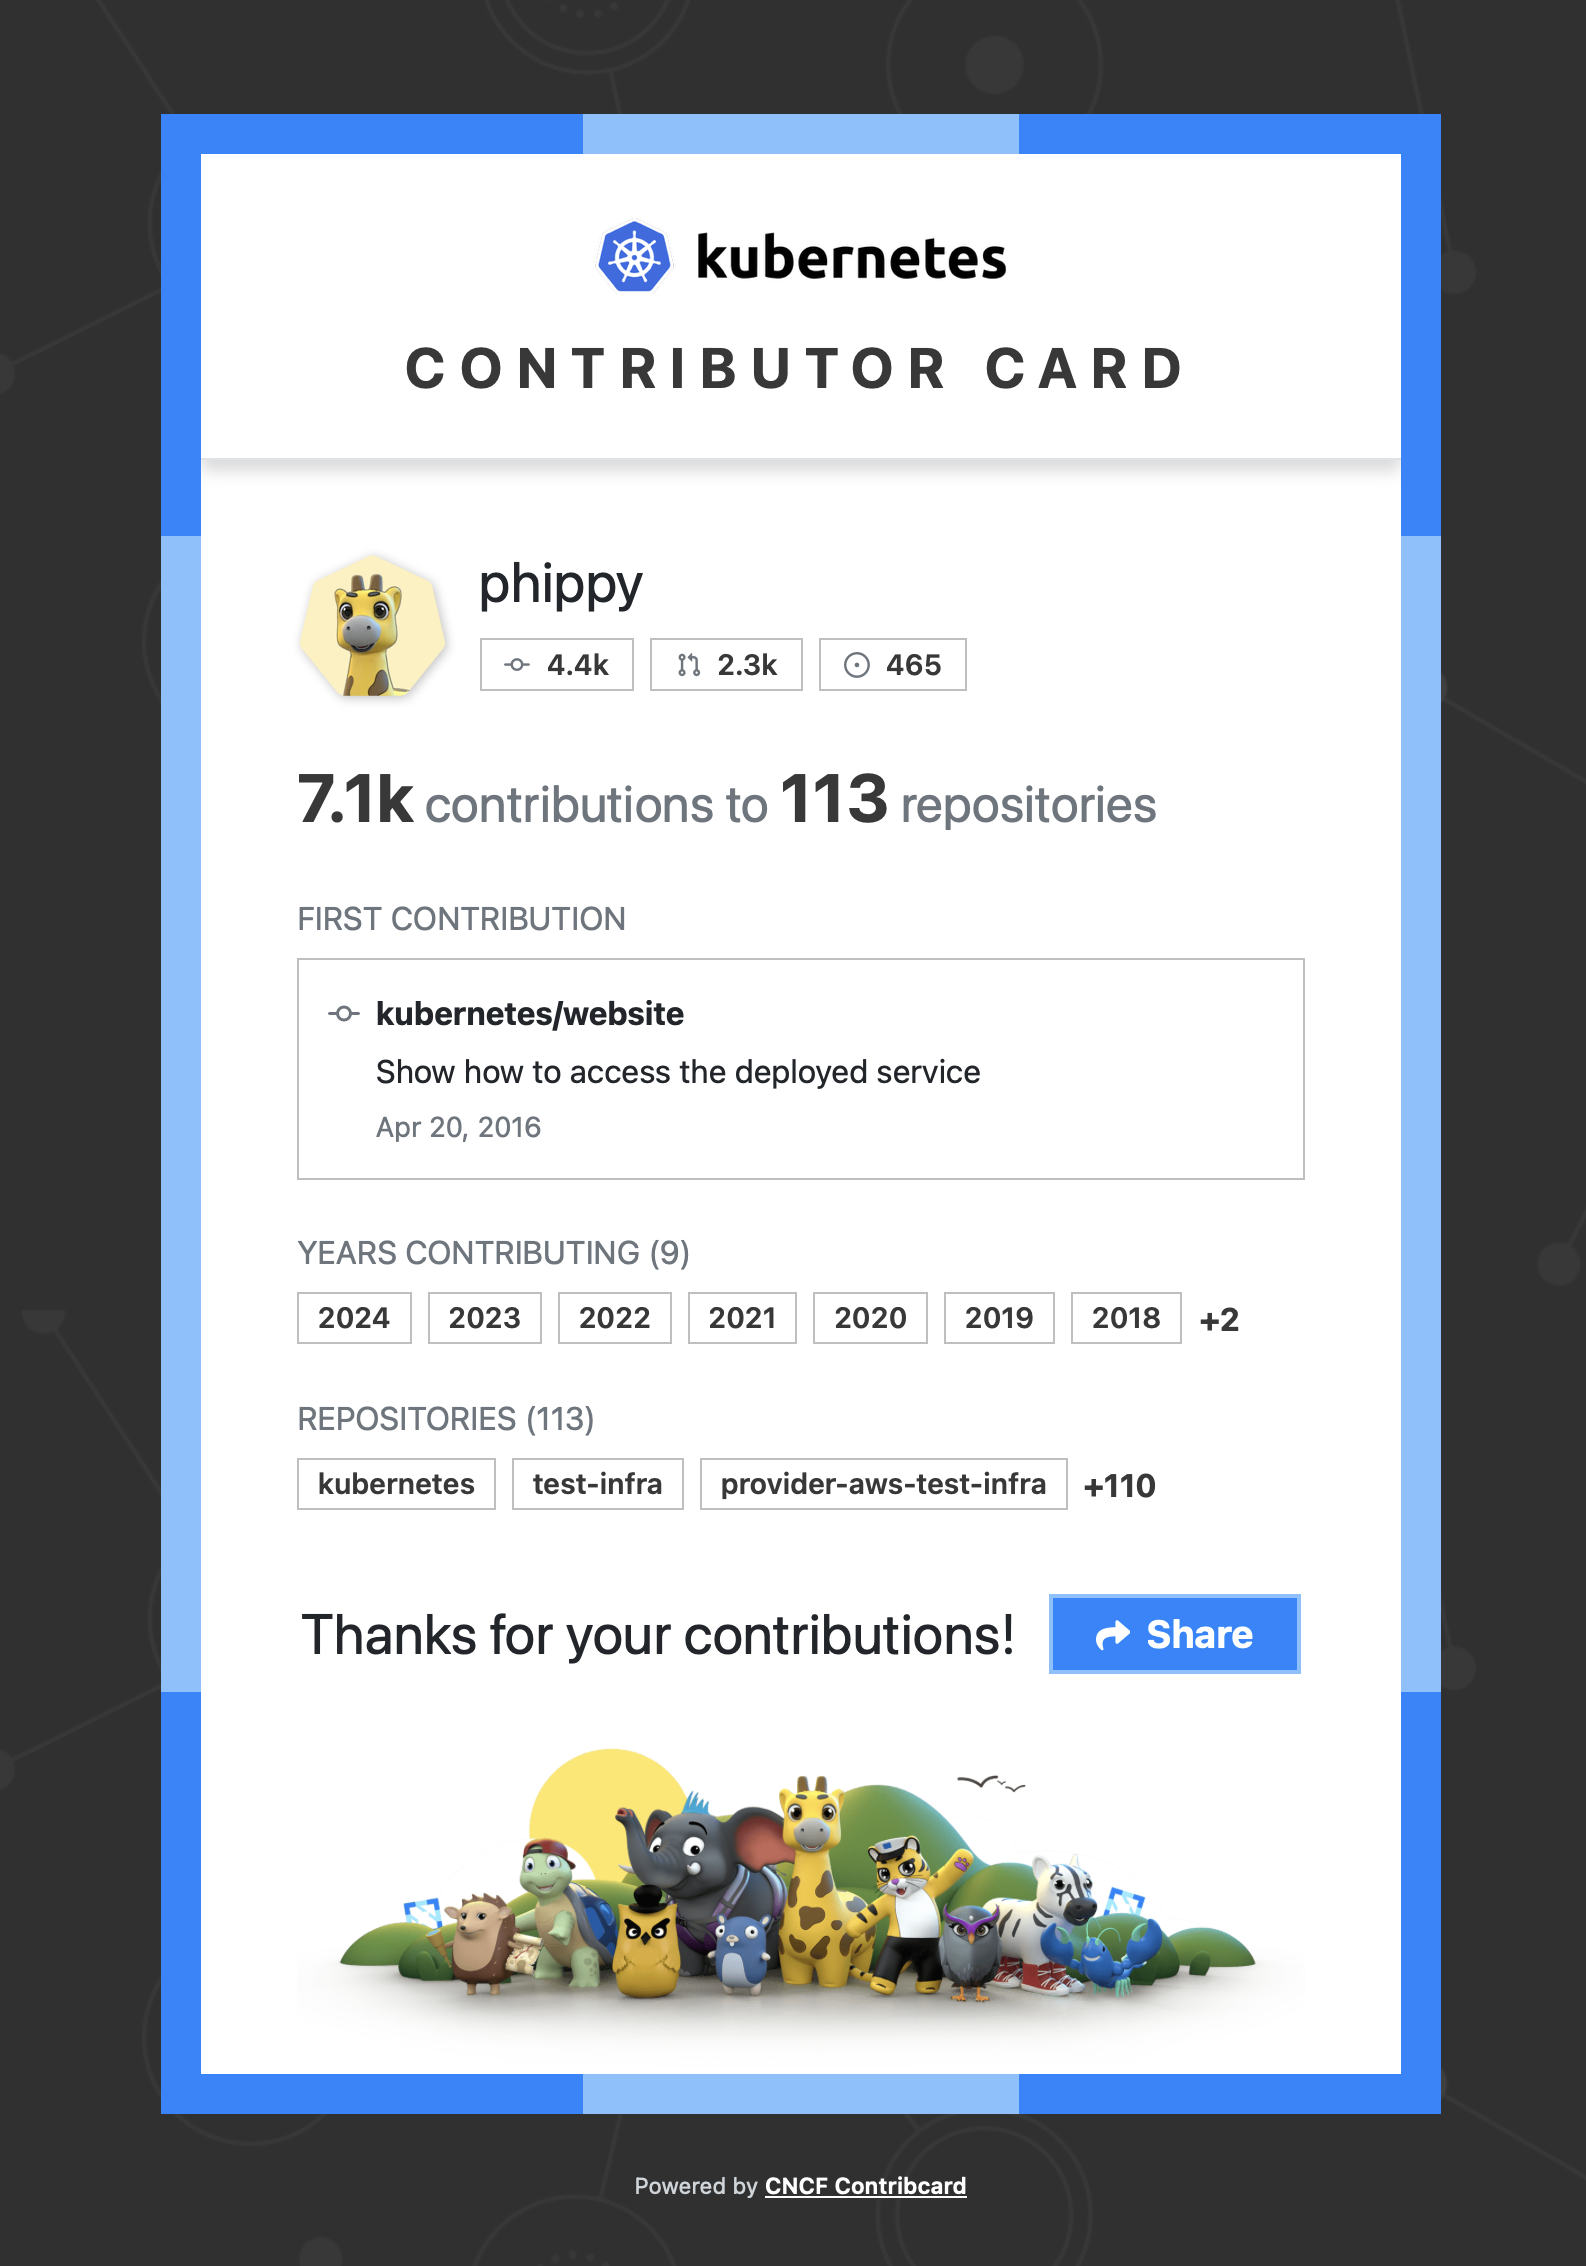 kubernetes
CONTRIBUTOR CARD
phippy
4.4k 2.3k 465
7.1k contributions to 113 repositories
FIRST CONTRIBUTION
kubernetes/website
Show how to access the deployed service
Apr 20, 2016
YEARS CONTRIBUTING (9)
2024 2023 2022 2021 2020 2019 2018 +2
REPOSITORIES (113)
kubernetes test-infra provider-aws-test-infra +110
Thanks for your contributions! Share
Powered by CNCF Contribcard